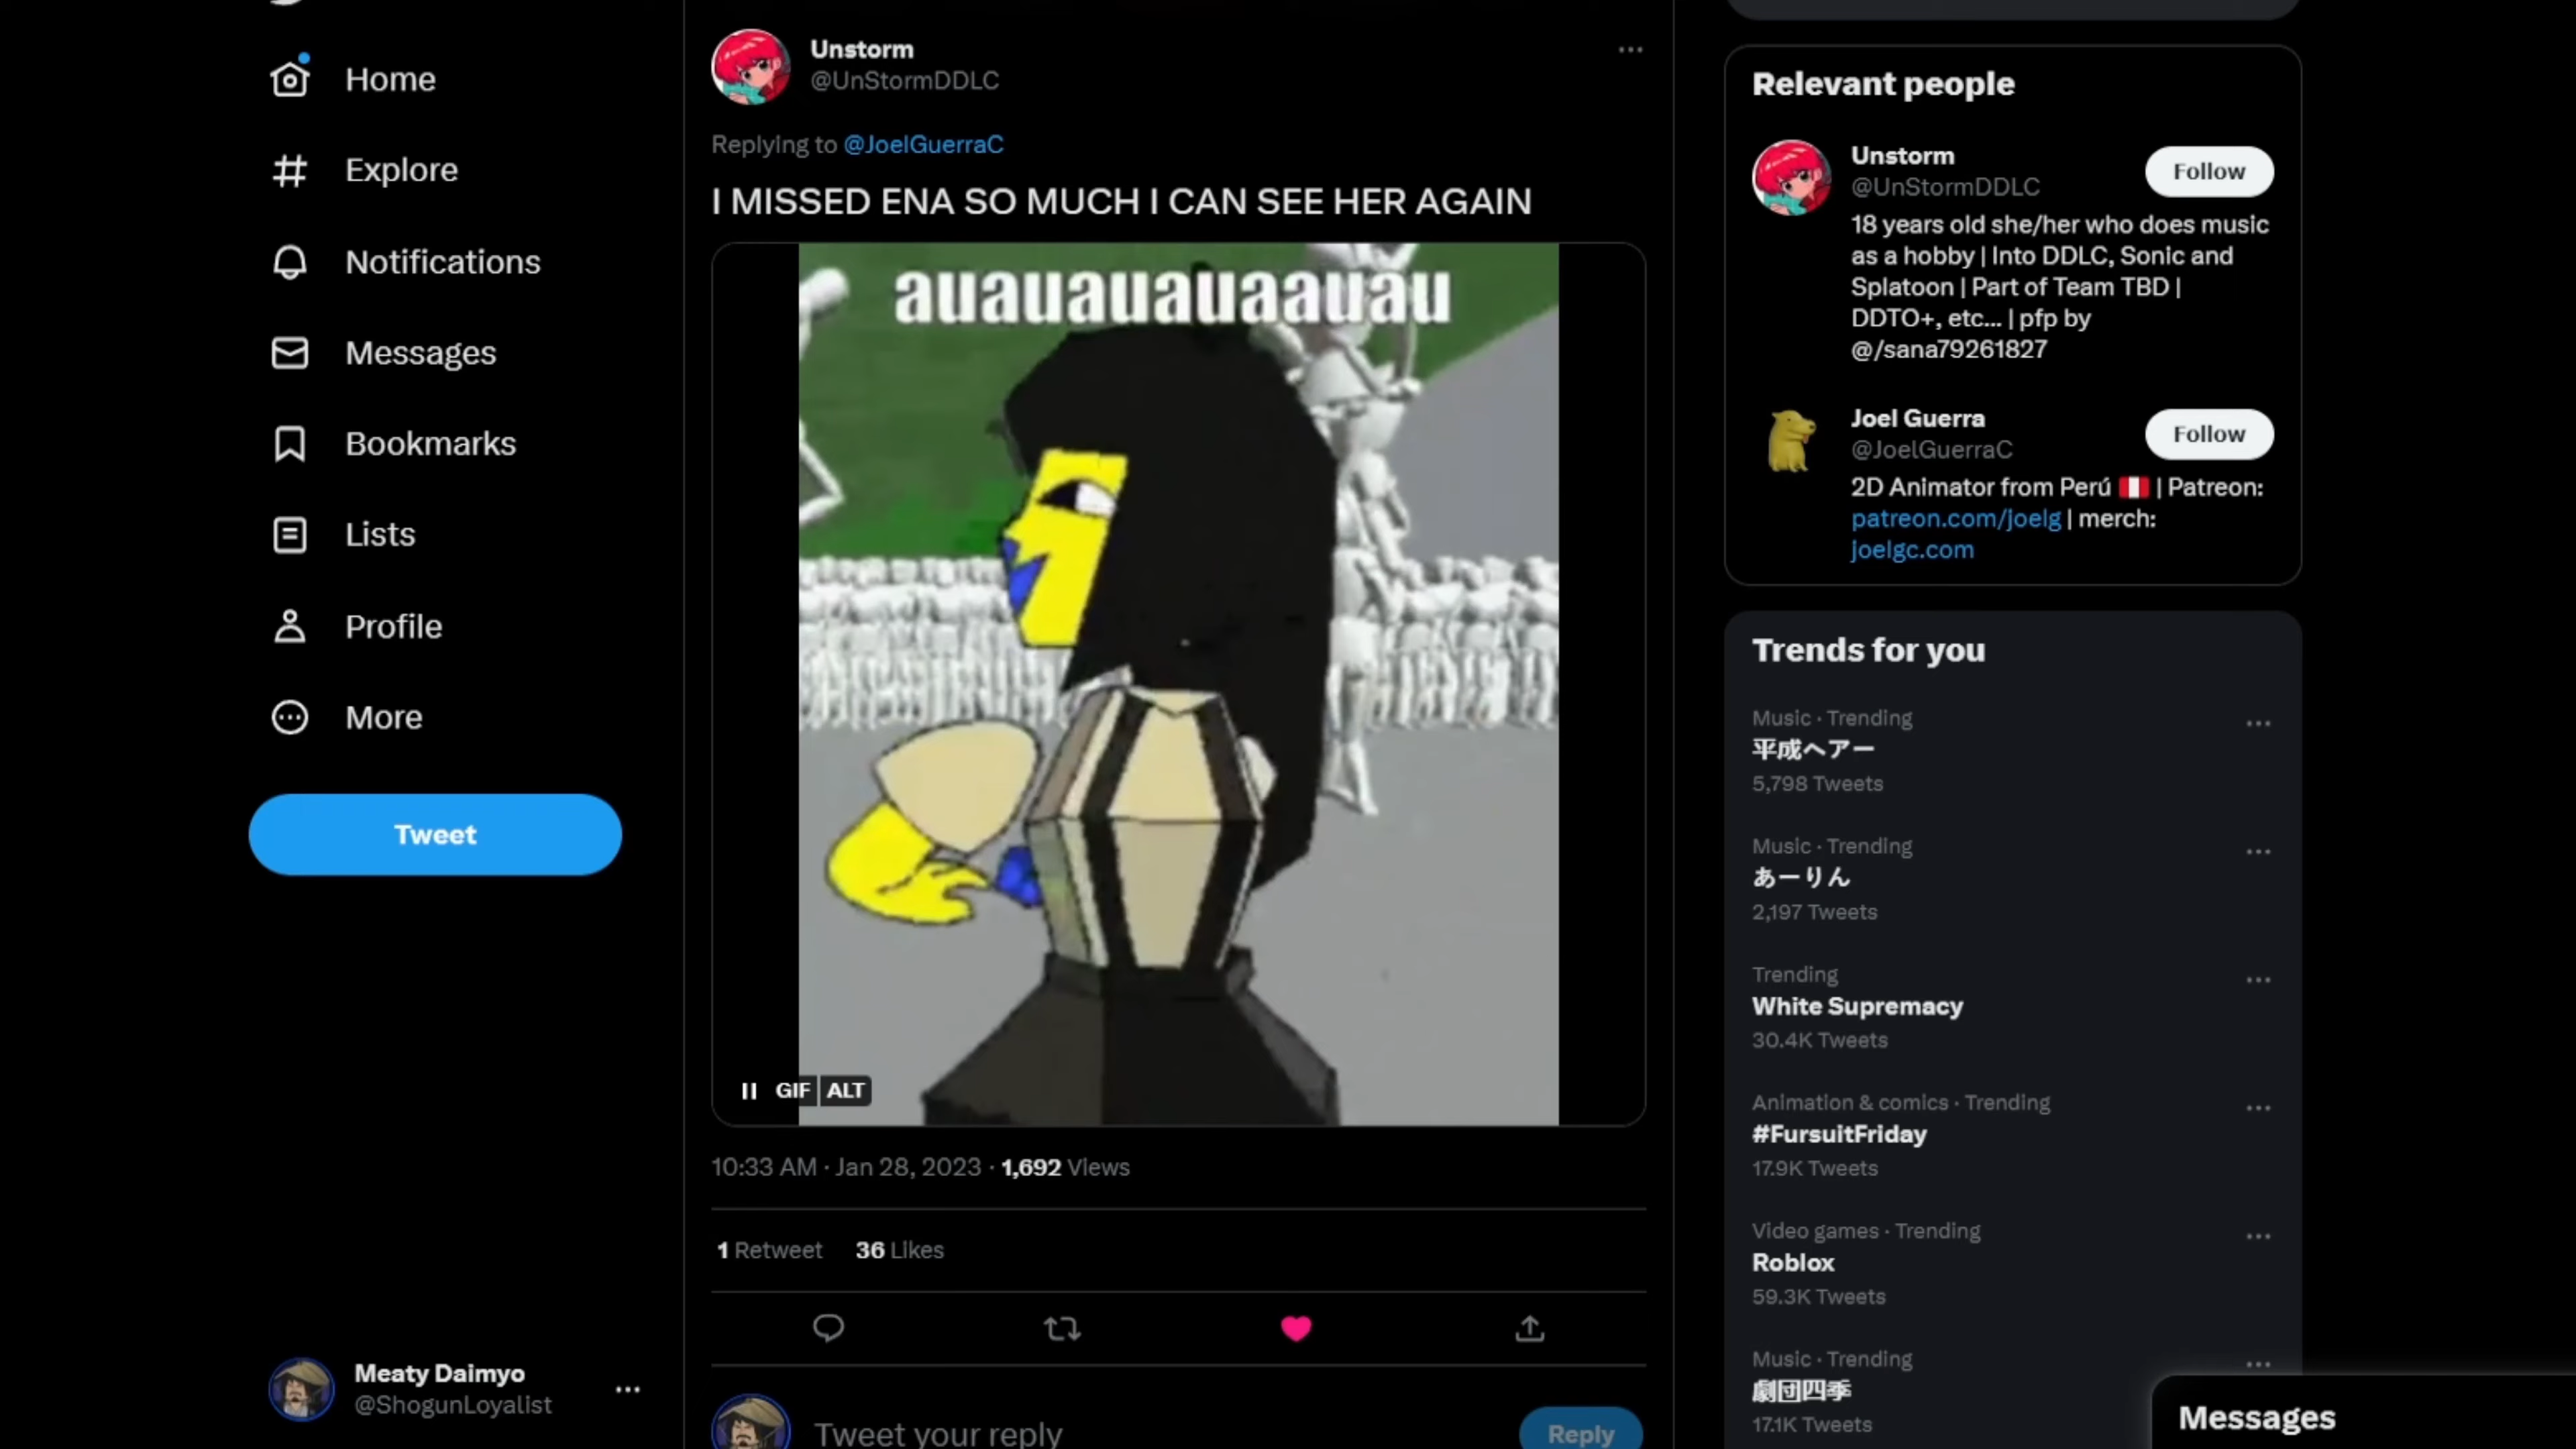 Home
Explore
Notifications
Messages
Bookmarks
Lists
Profile
More
Tweet
Meaty Daimyo
@ShogunLoyalist
Unstorm
@UnStormDDLC
Replying to @JoelGuerraC
I MISSED ENA SO MUCH I CAN SEE HER AGAIN
auauauauaauau
GIF ALT
10:33 AM · Jan 28, 2023 · 1,692 Views
1 Retweet 36 Likes
Tweet your reply
Reply
Relevant people
Unstorm
@UnStormDDLC
Follow
18 years old she/her who does music
as a hobby | Into DDLC, Sonic and
Splatoon | Part of Team TBD |
DDTO+, etc... | pfp by
@/sana79261827
Joel Guerra
@JoelGuerraC
Follow
2D Animator from Perú 🇵🇪 | Patreon:
patreon.com/joelg | merch:
joelgc.com
Trends for you
Music · Trending
平成ヘアー
5,798 Tweets
Music · Trending
あーりん
2,197 Tweets
Trending
White Supremacy
30.4K Tweets
Animation & comics · Trending
#FursuitFriday
17.9K Tweets
Video games · Trending
Roblox
59.3K Tweets
Music · Trending
劇団四季
17.1K Tweets
Messages